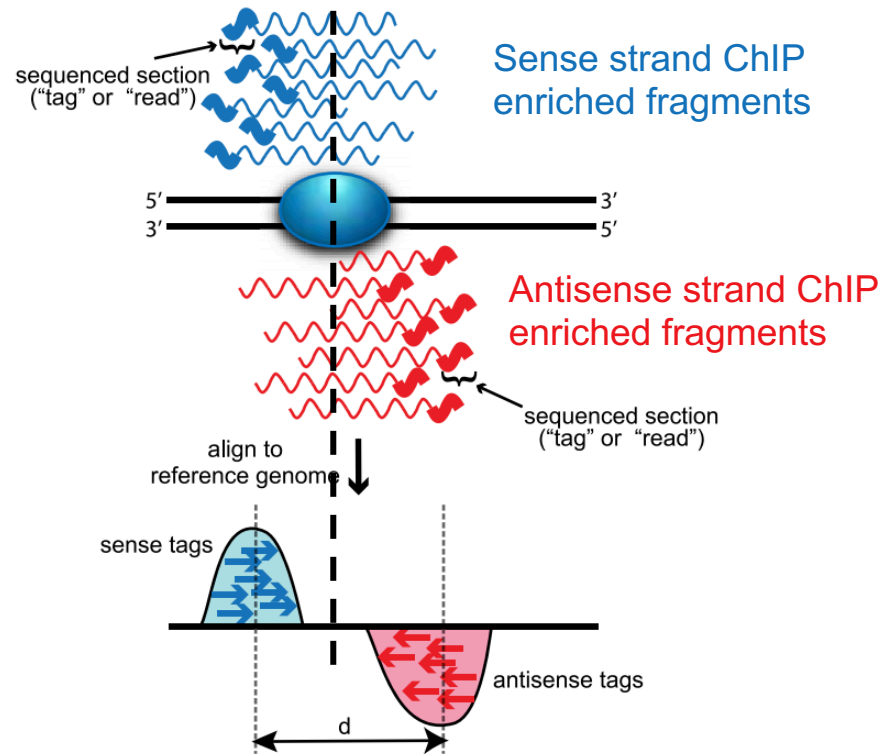 Sense strand ChIP
enriched fragments
sequenced section
(“tag” or “read”)
5’
3’
3’
5’
Antisense strand ChIP
enriched fragments
sequenced section
(“tag” or “read”)
align to
reference genome
sense tags
antisense tags
d